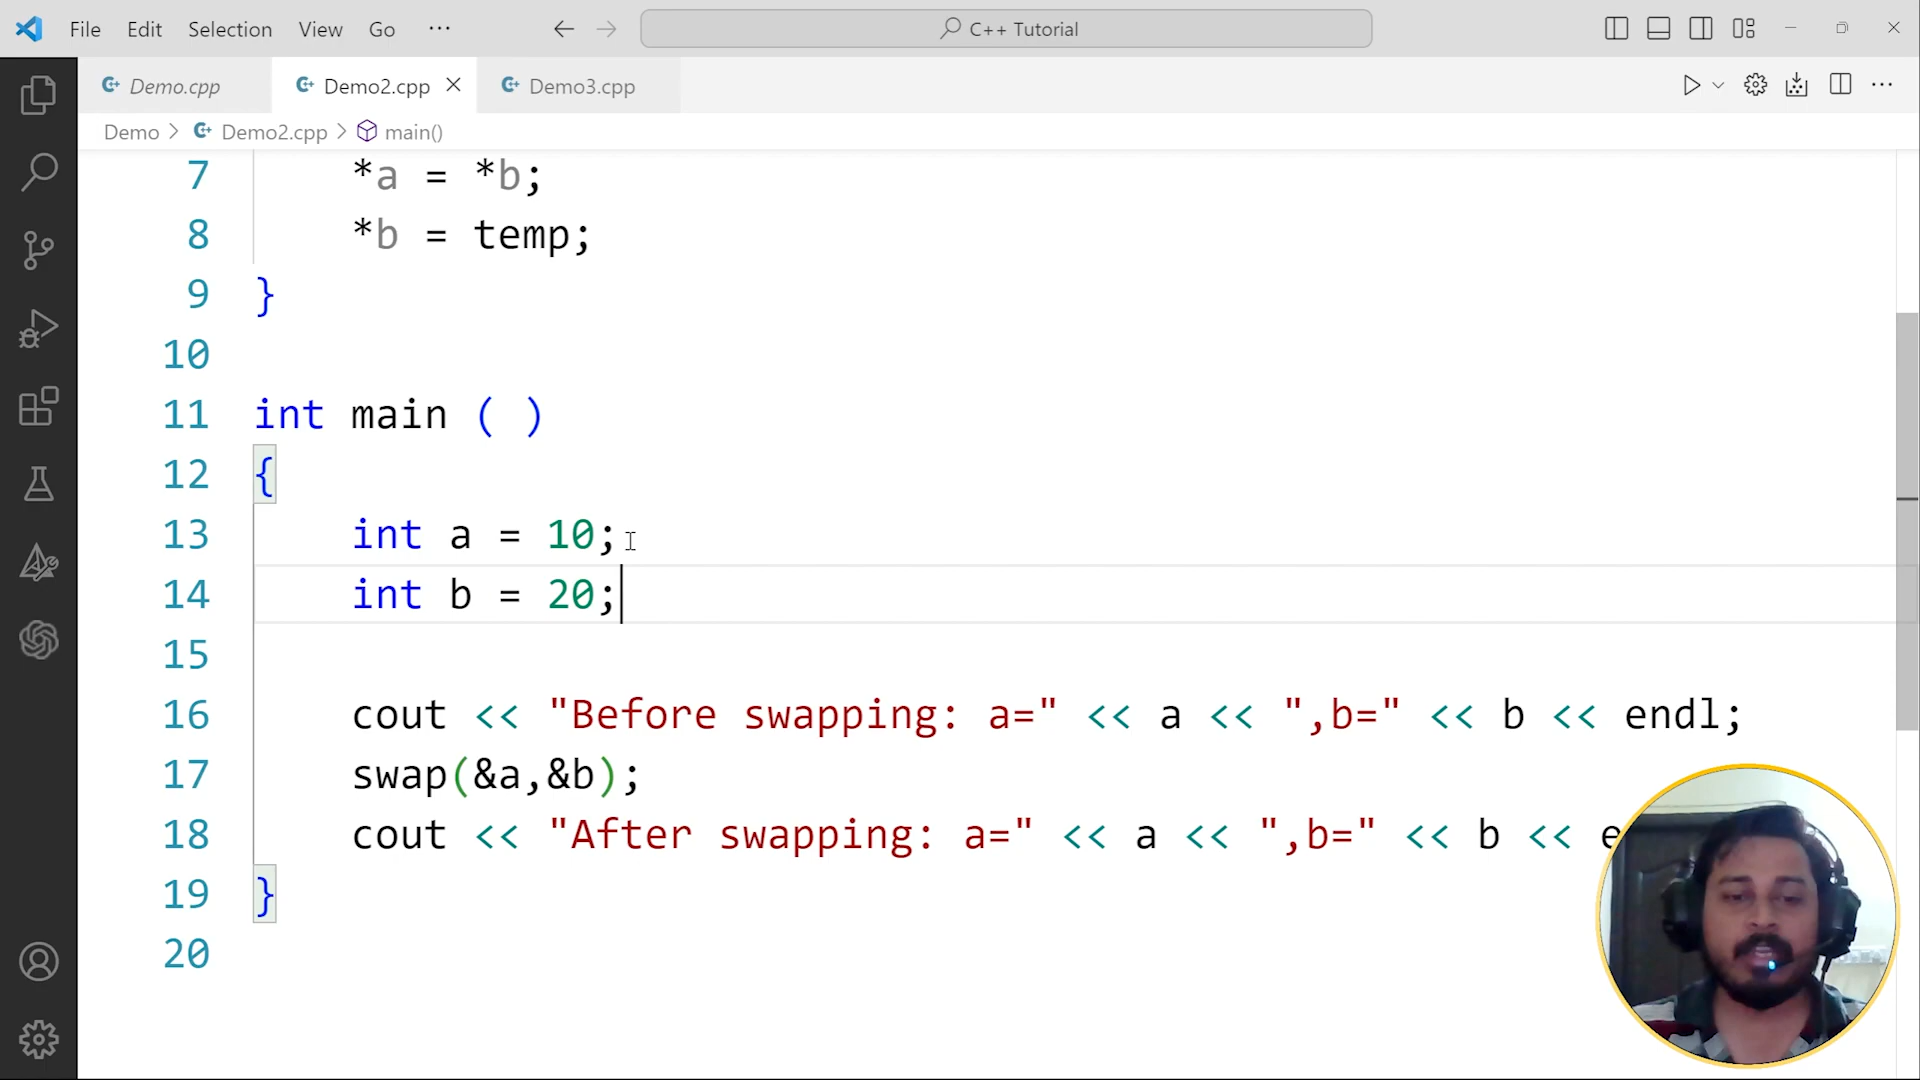 File Edit Selection View Go ··· C++ Tutorial
Demo.cpp Demo2.cpp Demo3.cpp
Demo > Demo2.cpp > main()
7 *a = *b;
8 *b = temp;
9 }
10
11 int main ( )
12 {
13 int a = 10;
14 int b = 20;
15
16 cout << "Before swapping: a=" << a << ",b=" << b << endl;
17 swap(&a,&b);
18 cout << "After swapping: a=" << a << ",b=" << b << e
19 }
20